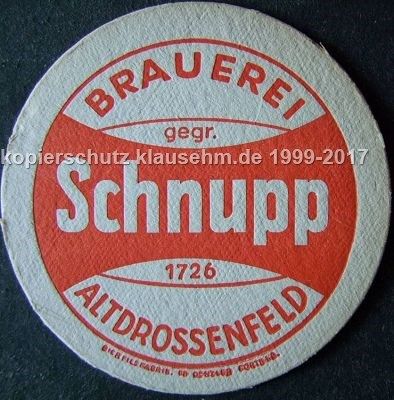 BRAUEREI
gegr.
kopierschutz klausehm.de 1999-2017
Schnupp
1726
ALTDROSSENFELD